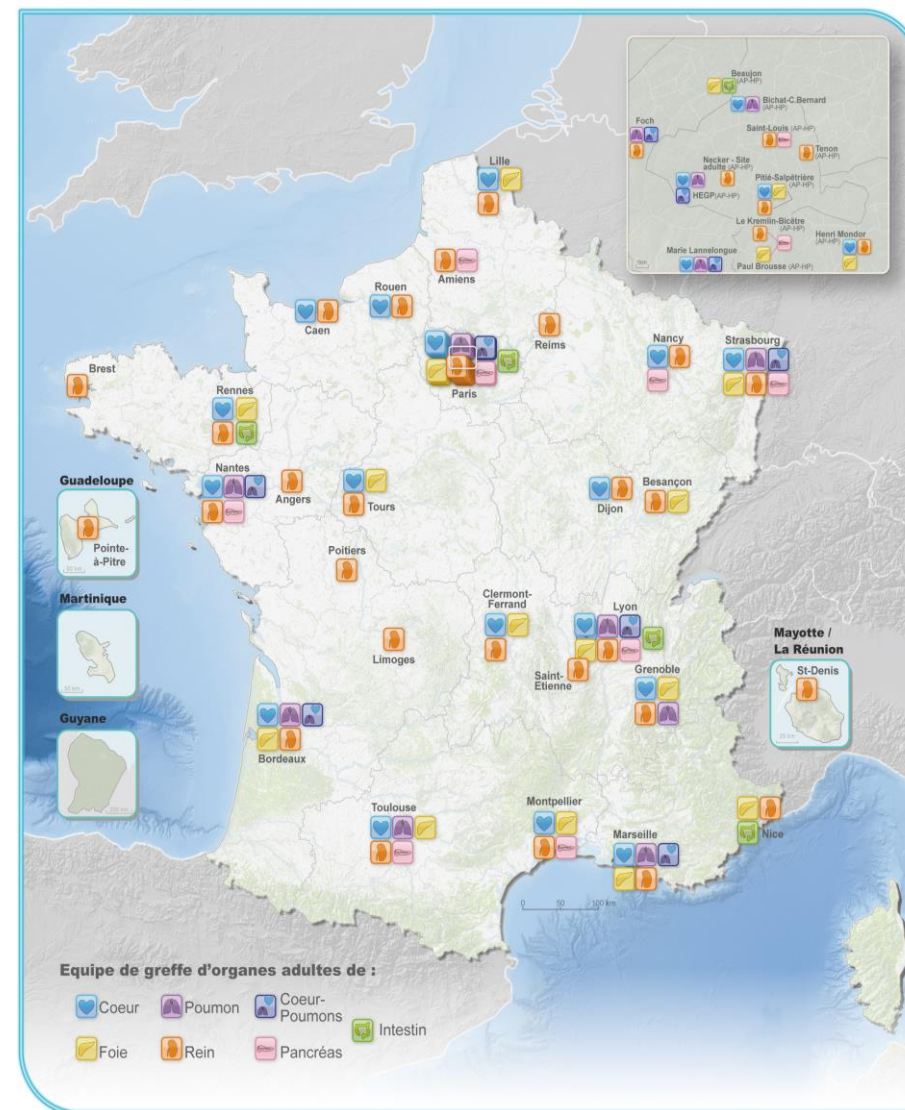 Beaujon
(AP-HP)
Bichat-C.Bernard
(AP-HP)
Foch
Saint-Louis (AP-HP)
Tenon
(AP-HP)
Necker - Site
adulte (AP-HP)
Pitié-Salpétrière
(AP-HP)
HEGP(AP-HP)
Le Kremlin-Bicêtre
(AP-HP)
Henri Mondor
(AP-HP)
Marie Lannelongue
Paul Brousse (AP-HP)
Lille
Amiens
Rouen
Caen
Reims
Nancy
Strasbourg
Paris
Brest
Rennes
Nantes
Angers
Tours
Dijon
Besançon
Guadeloupe
Pointe-
à-Pitre
50 km
Poitiers
Martinique
50 km
Clermont-
Ferrand
Lyon
Limoges
Saint-
Etienne
Grenoble
Mayotte /
La Réunion
St-Denis
Guyane
Bordeaux
Toulouse
Montpellier
Marseille
Nice
0 50 100 km
Equipe de greffe d'organes adultes de :
Coeur
Poumon
Coeur-
Poumons
Intestin
Foie
Rein
Pancréas